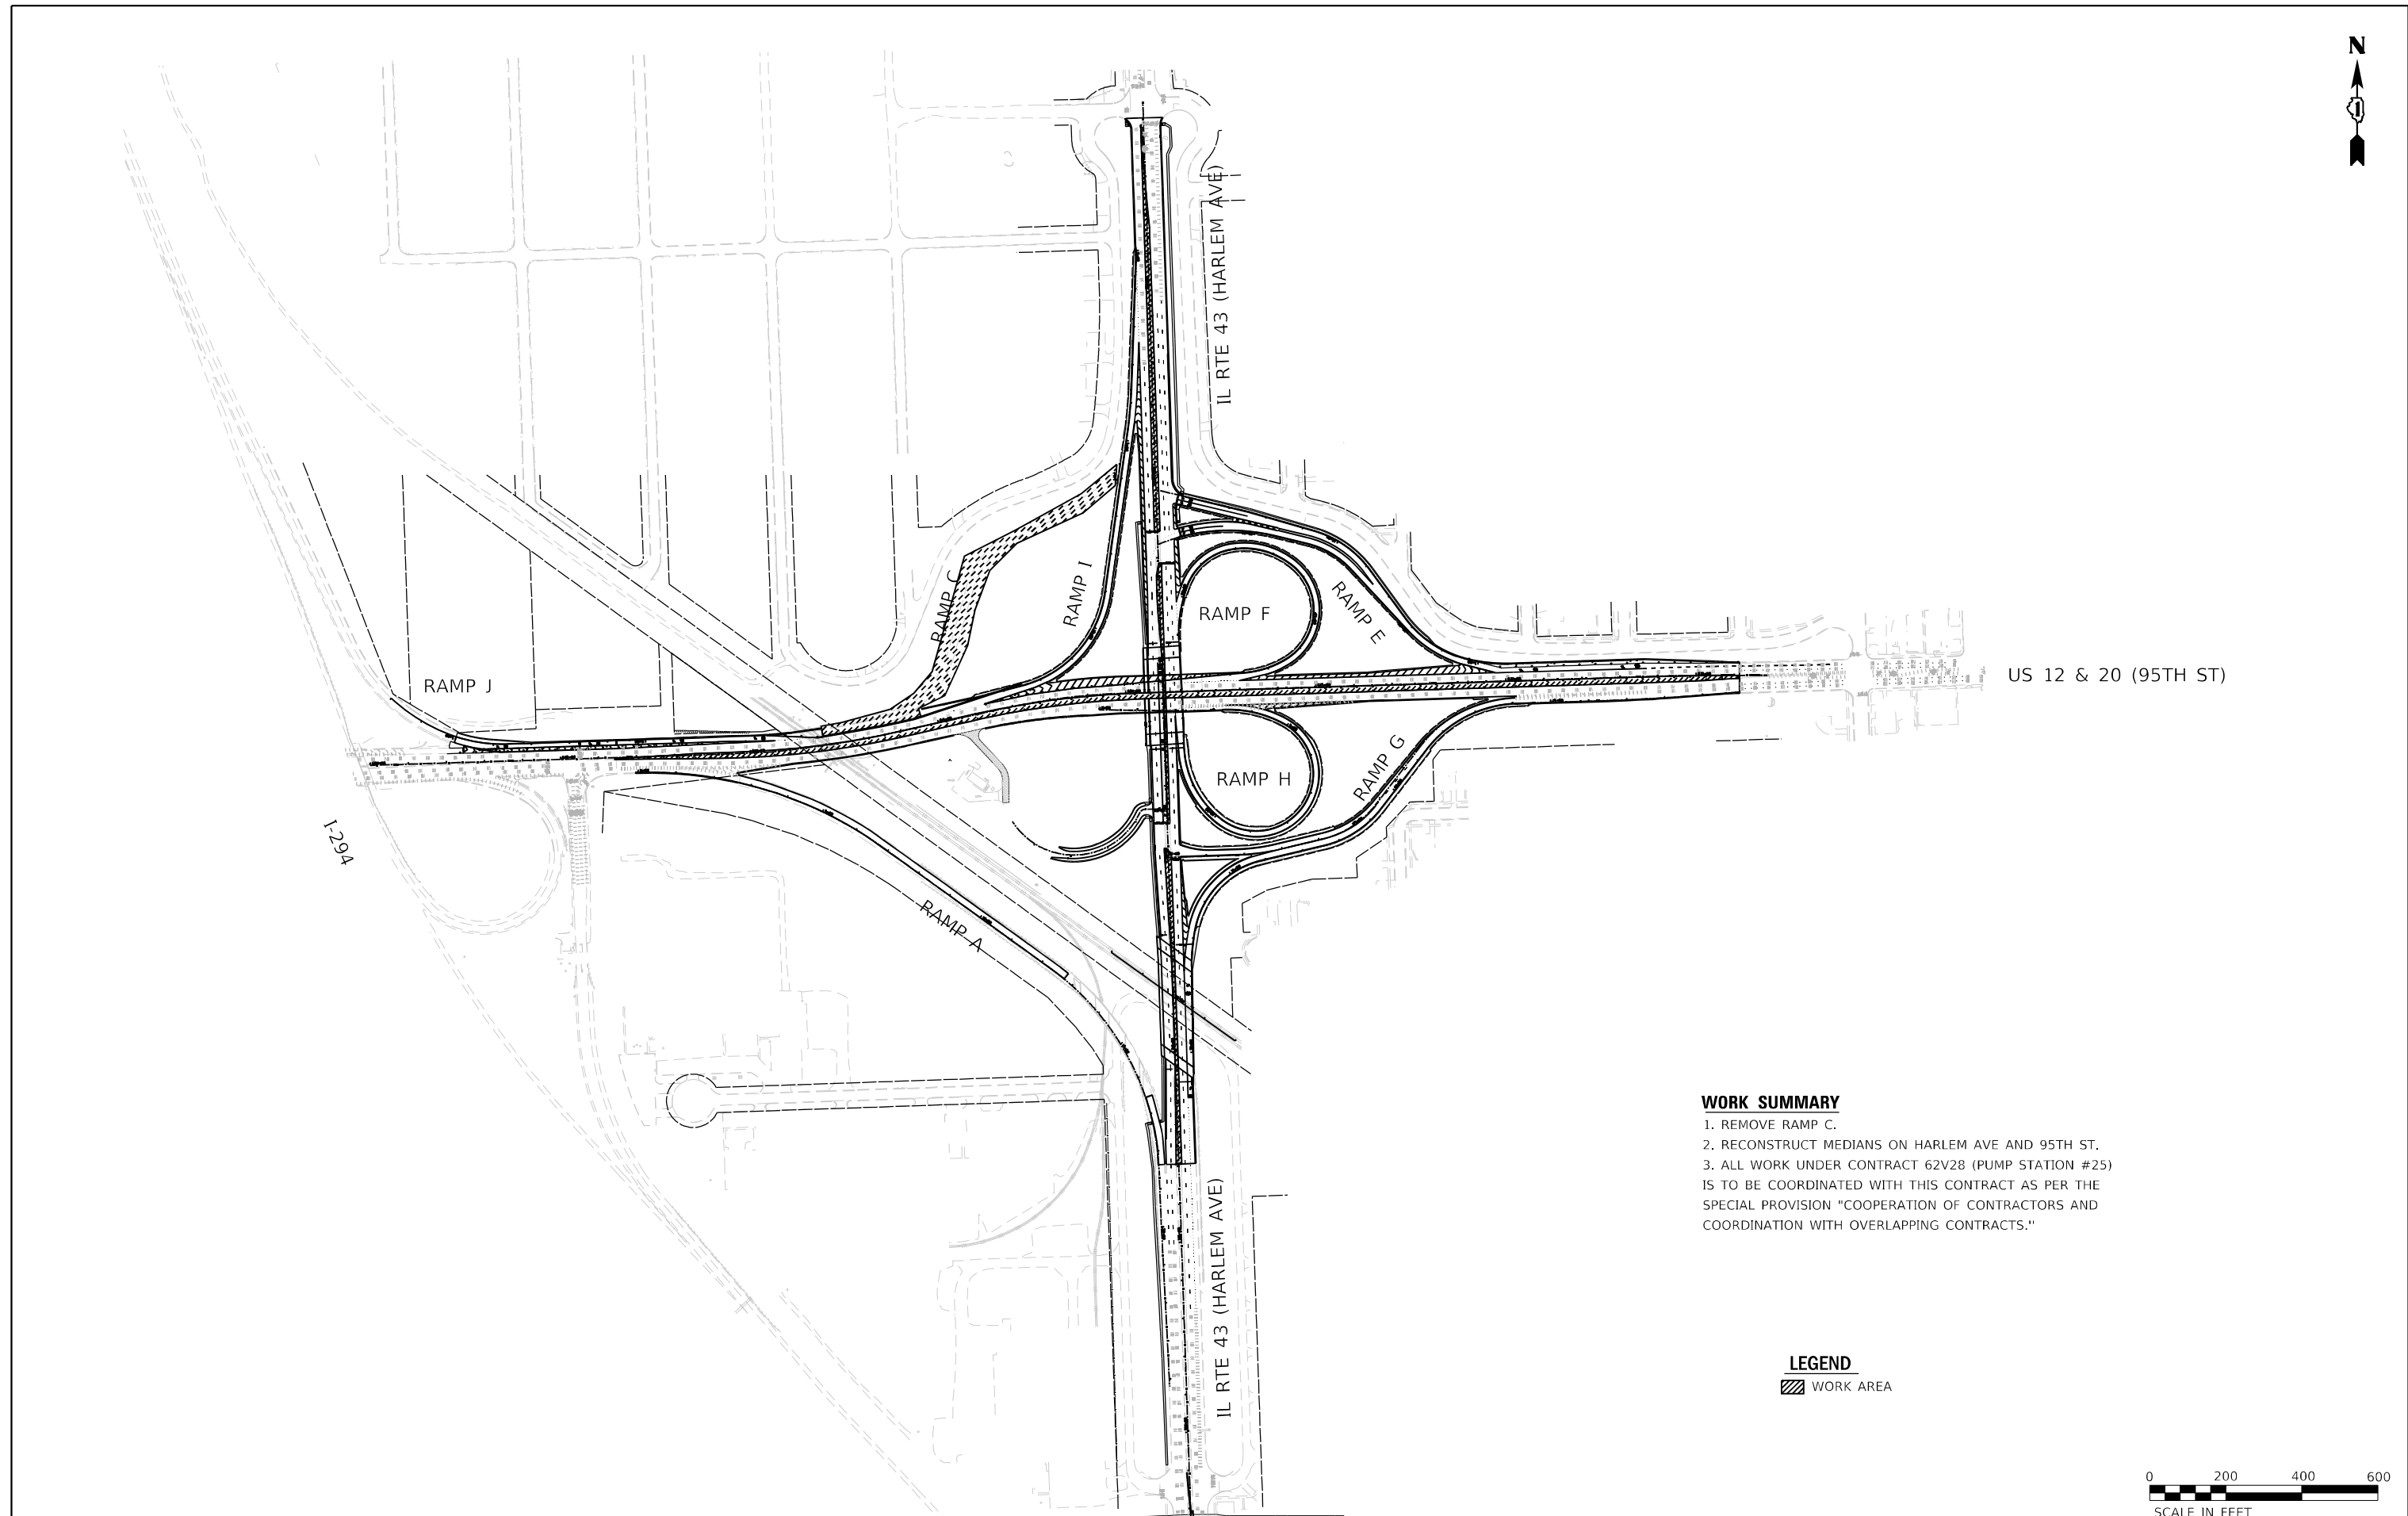 N
IL RTE 43 (HARLEM AVE)
RAMP C
RAMP I
RAMP F
RAMP E
RAMP J
US 12 & 20 (95TH ST)
RAMP H
RAMP G
I-294
RAMP A
WORK SUMMARY
1. REMOVE RAMP C.
2. RECONSTRUCT MEDIANS ON HARLEM AVE AND 95TH ST.
3. ALL WORK UNDER CONTRACT 62V28 (PUMP STATION #25)
IS TO BE COORDINATED WITH THIS CONTRACT AS PER THE
SPECIAL PROVISION "COOPERATION OF CONTRACTORS AND
COORDINATION WITH OVERLAPPING CONTRACTS."
IL RTE 43 (HARLEM AVE)
LEGEND
WORK AREA
0 200 400 600
SCALE IN FEET